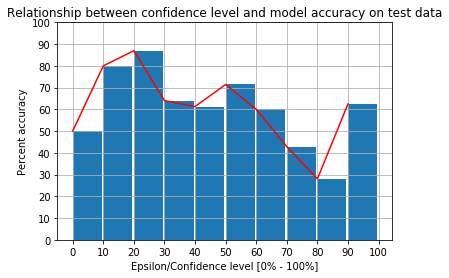 Relationship between confidence level and model accuracy on test data
100
90
80
70
60
50
40
30
20
10
0
Percent accuracy
0 10 20 30 40 50 60 70 80 90 100
Epsilon/Confidence level [0% - 100%]